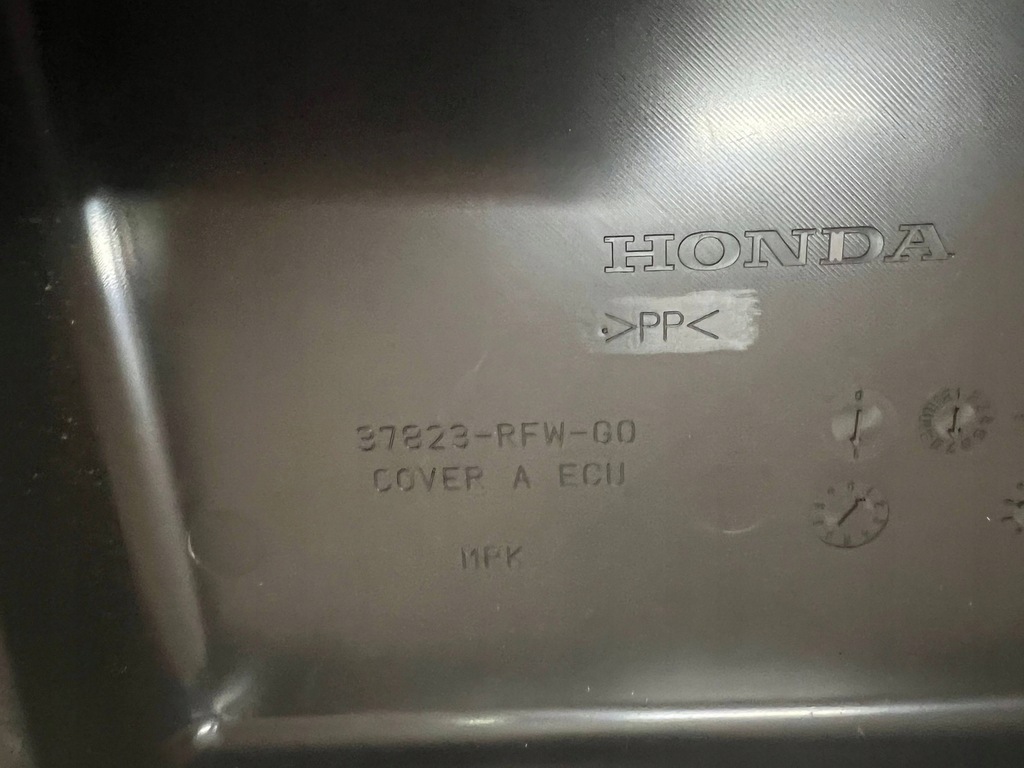 HONDA
>PP<
37823-RFW-G0
COVER A ECU
MPK